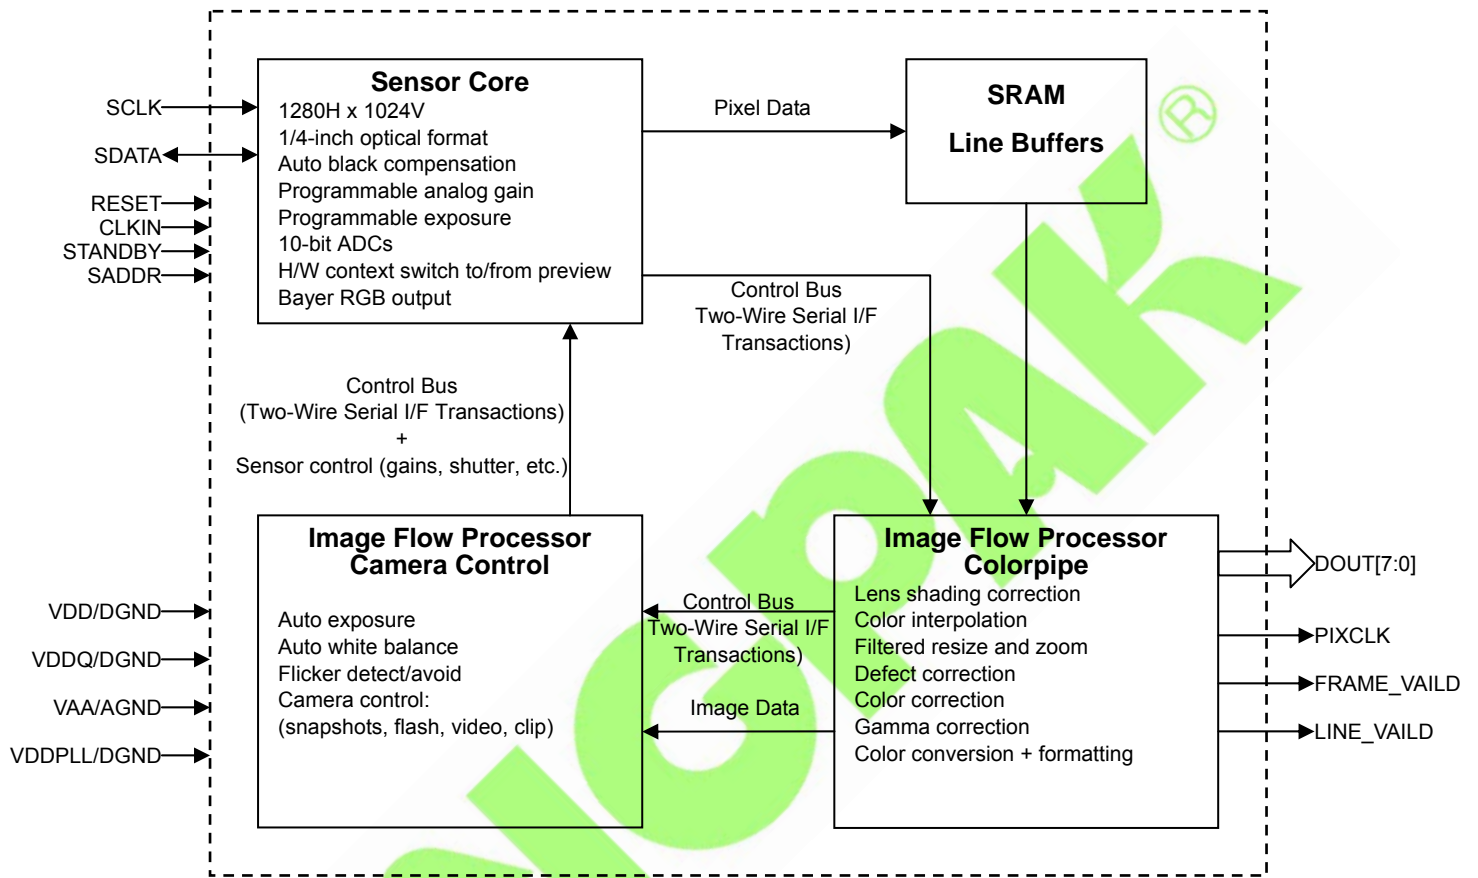 Sensor Core
1280H x 1024V
1/4-inch optical format
Auto black compensation
Programmable analog gain
Programmable exposure
10-bit ADCs
H/W context switch to/from preview
Bayer RGB output
SCLK
SDATA
RESET
CLKIN
STANDBY
SADDR
Pixel Data
SRAM
Line Buffers
®
Control Bus
Two-Wire Serial I/F
Transactions)
Control Bus
(Two-Wire Serial I/F Transactions)
+
Sensor control (gains, shutter, etc.)
Image Flow Processor
Camera Control
Auto exposure
Auto white balance
Flicker detect/avoid
Camera control:
(snapshots, flash, video, clip)
VDD/DGND
VDDQ/DGND
VAA/AGND
VDDPLL/DGND
Control Bus
Two-Wire Serial I/F
Transactions)
Image Data
Image Flow Processor
Colorpipe
Lens shading correction
Color interpolation
Filtered resize and zoom
Defect correction
Color correction
Gamma correction
Color conversion + formatting
DOUT[7:0]
PIXCLK
FRAME_VAILD
LINE_VAILD